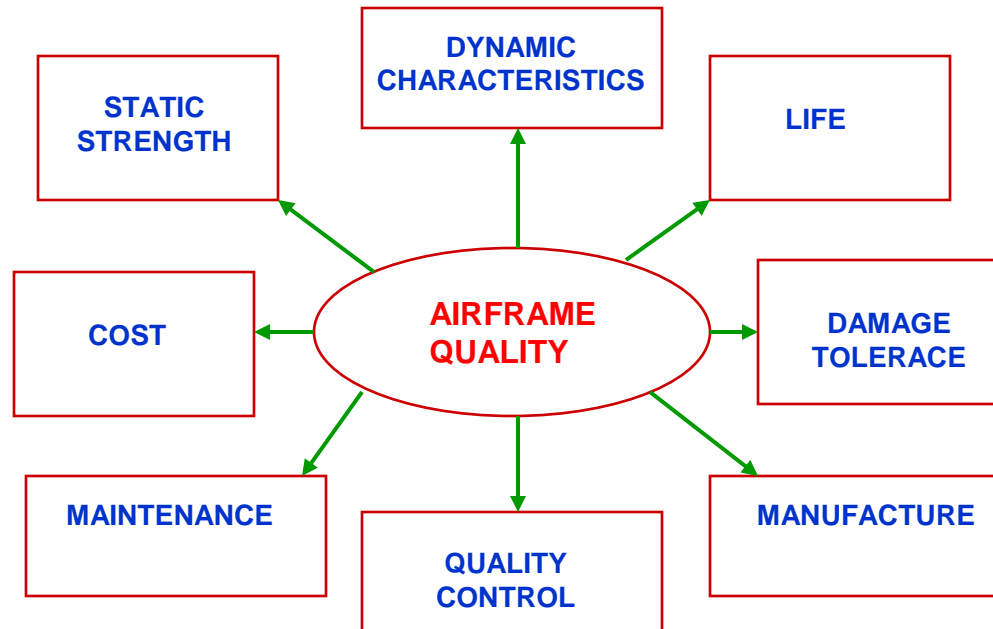 DYNAMIC
CHARACTERISTICS
STATIC
STRENGTH
LIFE
AIRFRAME
QUALITY
COST
DAMAGE
TOLERACE
MAINTENANCE
MANUFACTURE
QUALITY
CONTROL